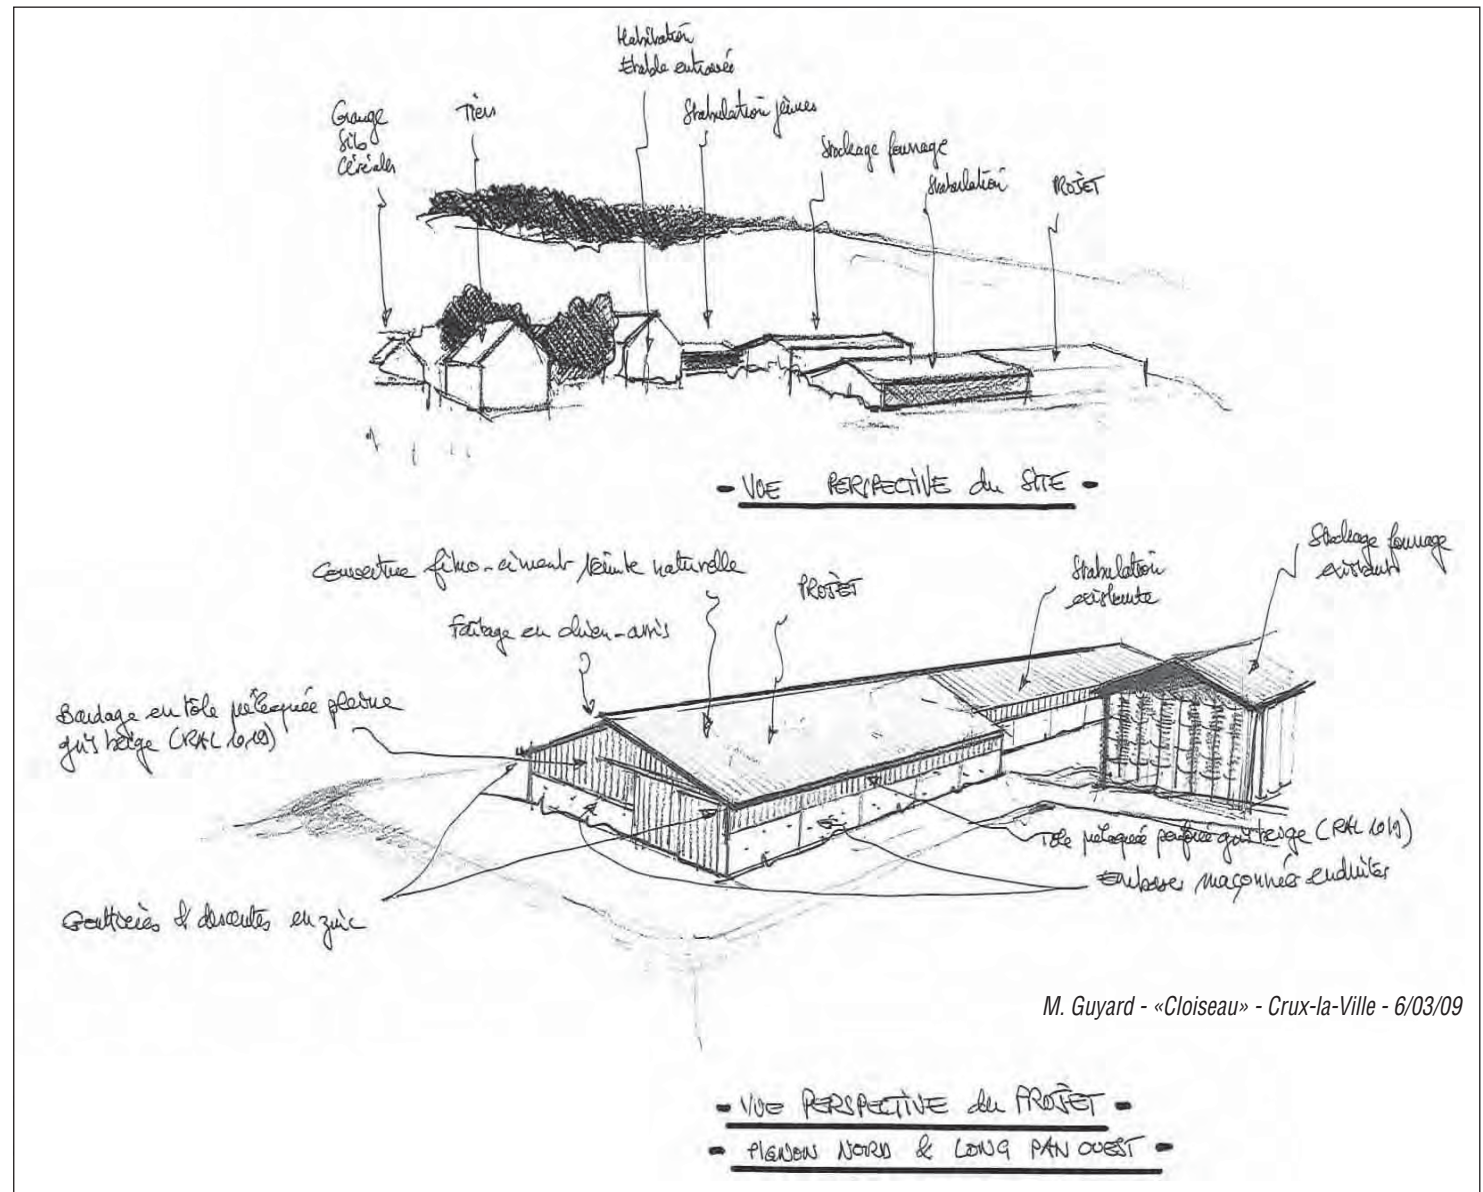 Habitation
Etable entravée
Grange
Silo
Céréales
Tiers
Stabulation jeunes
Stockage fourrage
Stabulation
PROJET
- VUE PERSPECTIVE du SITE -
Couverture fibro-ciment teinte naturelle
PROJET
Stabulation
existante
Stockage fourrage
existant
Faîtage en chien-assis
Bardage en tôle prélaquée pleine
gris beige (RAL 1019)
Tôle prélaquée perforée gris beige (RAL 1019)
Embases maçonnées enduites
Gouttières & descentes en zinc
M. Guyard - «Cloiseau» - Crux-la-Ville - 6/03/09
- VUE PERSPECTIVE du PROJET -
- PIGNON NORD & LONG PAN OUEST -